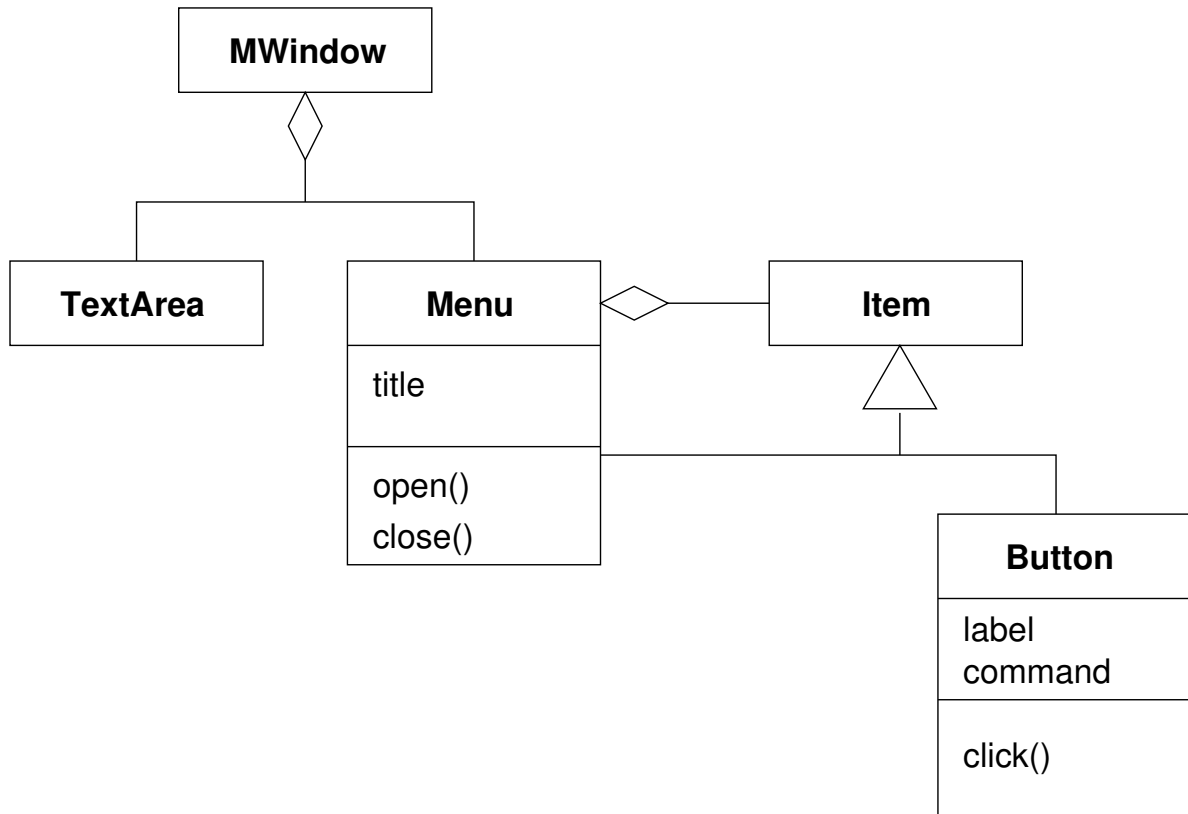 MWindow
TextArea
Menu
title
open()
close()
Item
Button
label
command
click()